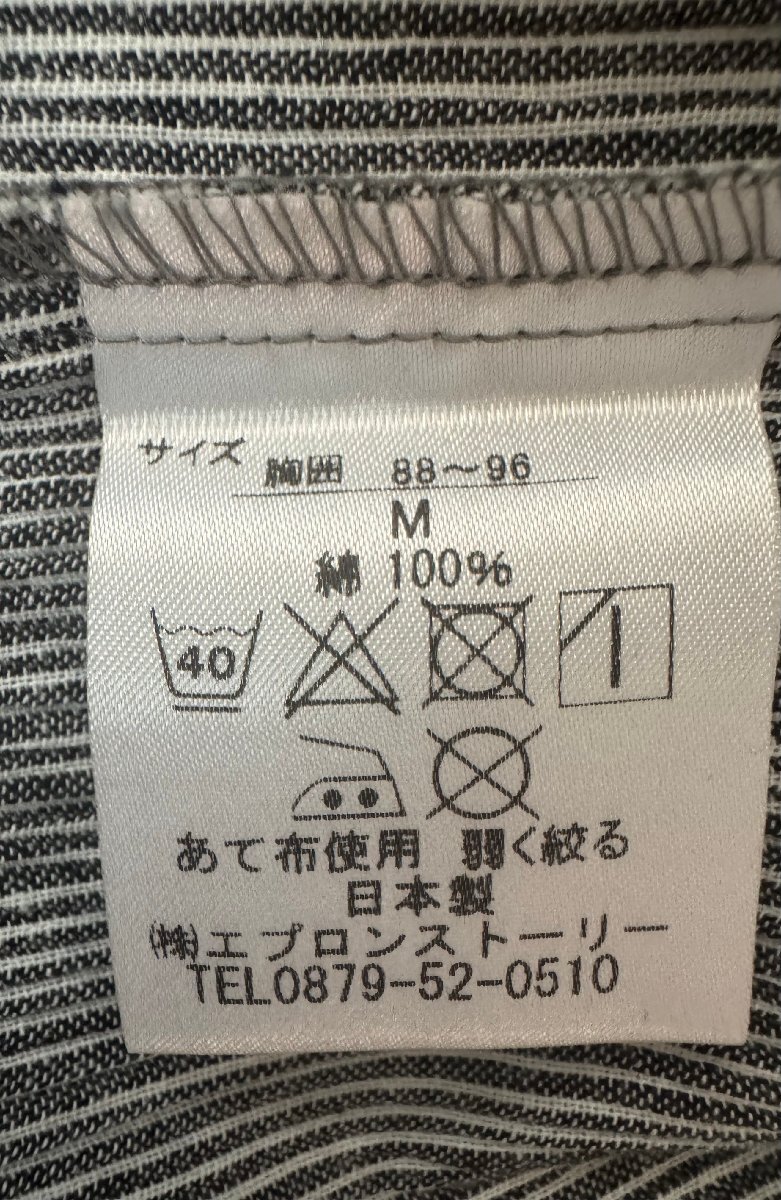 サイズ 胸囲 88～96
M
綿 100%
40
あて布使用 弱く絞る
日本製
(株)エプロンストーリー
TEL0879-52-0510